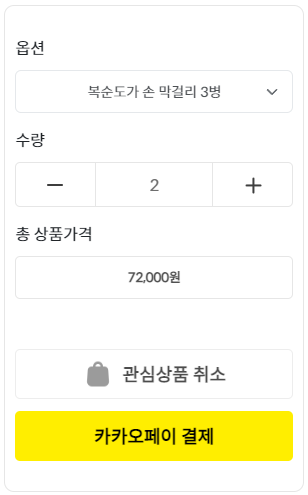 옵션
복순도가 손 막걸리 3병
수량
2
총 상품가격
72,000원
관심상품 취소
카카오페이 결제